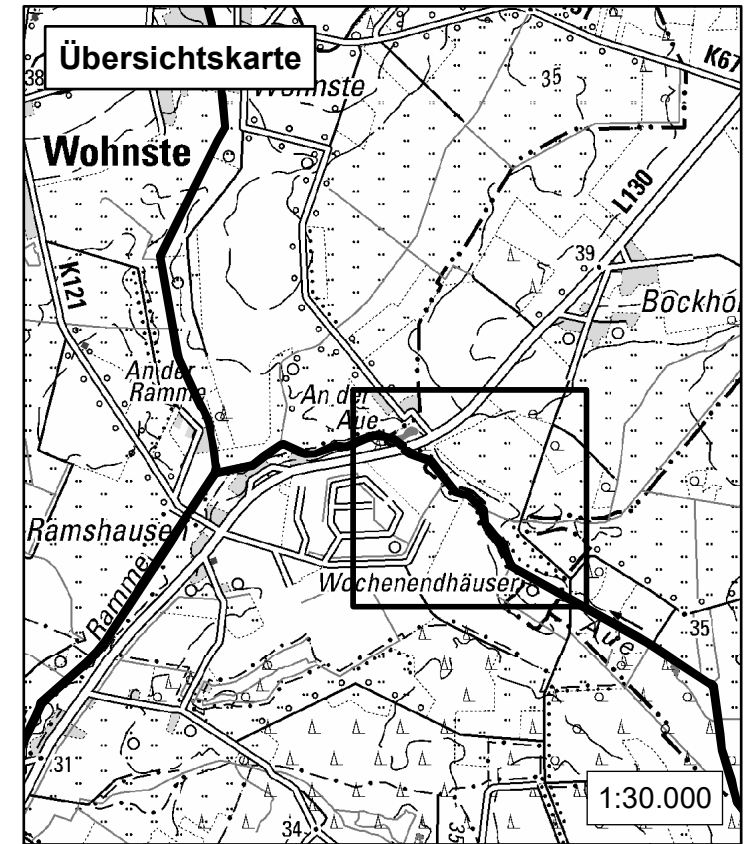 Übersichtskarte
35
K67
38
Wohnste
Wohnste
L130
39
K121
Bockhol
An der
Ramme
An der
Aue
Ramshausen
Ramme
Wochenendhäuser
Aue
35
31
1:30.000
34
35